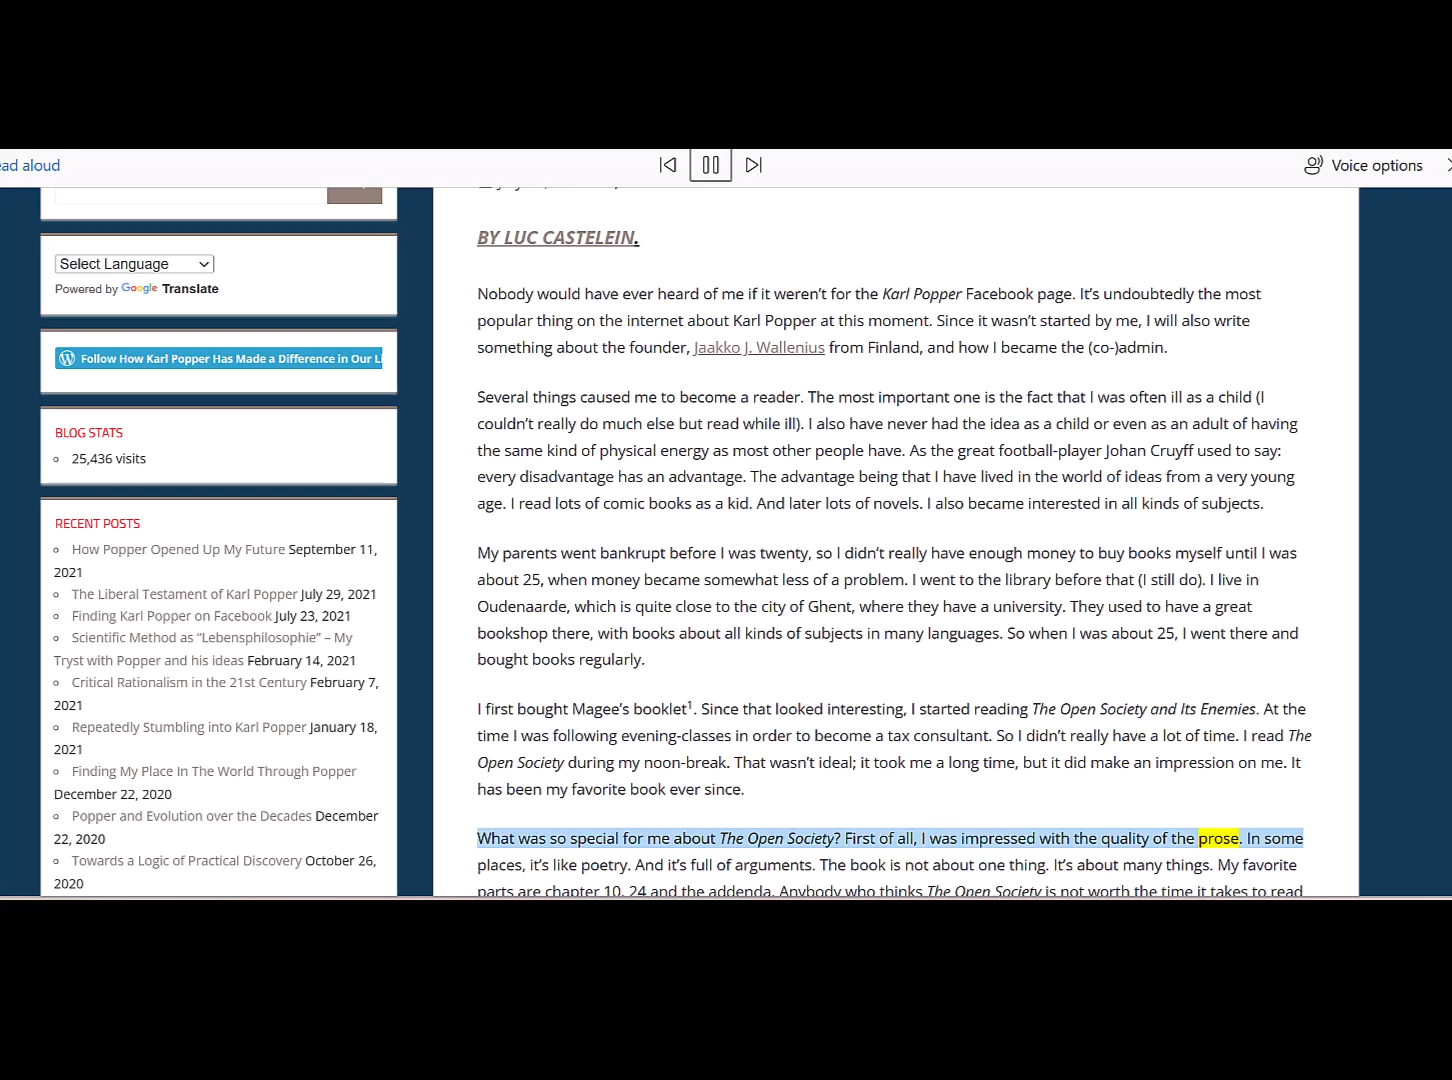 ead aloud
Voice options
Select Language
Powered by Google Translate
Follow How Karl Popper Has Made a Difference in Our Li
BLOG STATS
25,436 visits
RECENT POSTS
How Popper Opened Up My Future September 11,
2021
The Liberal Testament of Karl Popper July 29, 2021
Finding Karl Popper on Facebook July 23, 2021
Scientific Method as “Lebensphilosophie” – My
Tryst with Popper and his ideas February 14, 2021
Critical Rationalism in the 21st Century February 7,
2021
Repeatedly Stumbling into Karl Popper January 18,
2021
Finding My Place In The World Through Popper
December 22, 2020
Popper and Evolution over the Decades December
22, 2020
Towards a Logic of Practical Discovery October 26,
2020
BY LUC CASTELEIN.
Nobody would have ever heard of me if it weren’t for the Karl Popper Facebook page. It’s undoubtedly the most
popular thing on the internet about Karl Popper at this moment. Since it wasn’t started by me, I will also write
something about the founder, Jaakko J. Wallenius from Finland, and how I became the (co-)admin.
Several things caused me to become a reader. The most important one is the fact that I was often ill as a child (I
couldn’t really do much else but read while ill). I also have never had the idea as a child or even as an adult of having
the same kind of physical energy as most other people have. As the great football-player Johan Cruyff used to say:
every disadvantage has an advantage. The advantage being that I have lived in the world of ideas from a very young
age. I read lots of comic books as a kid. And later lots of novels. I also became interested in all kinds of subjects.
My parents went bankrupt before I was twenty, so I didn’t really have enough money to buy books myself until I was
about 25, when money became somewhat less of a problem. I went to the library before that (I still do). I live in
Oudenaarde, which is quite close to the city of Ghent, where they have a university. They used to have a great
bookshop there, with books about all kinds of subjects in many languages. So when I was about 25, I went there and
bought books regularly.
I first bought Magee’s booklet¹. Since that looked interesting, I started reading The Open Society and Its Enemies. At the
time I was following evening-classes in order to become a tax consultant. So I didn’t really have a lot of time. I read The
Open Society during my noon-break. That wasn’t ideal; it took me a long time, but it did make an impression on me. It
has been my favorite book ever since.
What was so special for me about The Open Society? First of all, I was impressed with the quality of the prose. In some
places, it’s like poetry. And it’s full of arguments. The book is not about one thing. It’s about many things. My favorite
parts are chapter 10, 24 and the addenda. Anybody who thinks The Open Society is not worth the time it takes to read